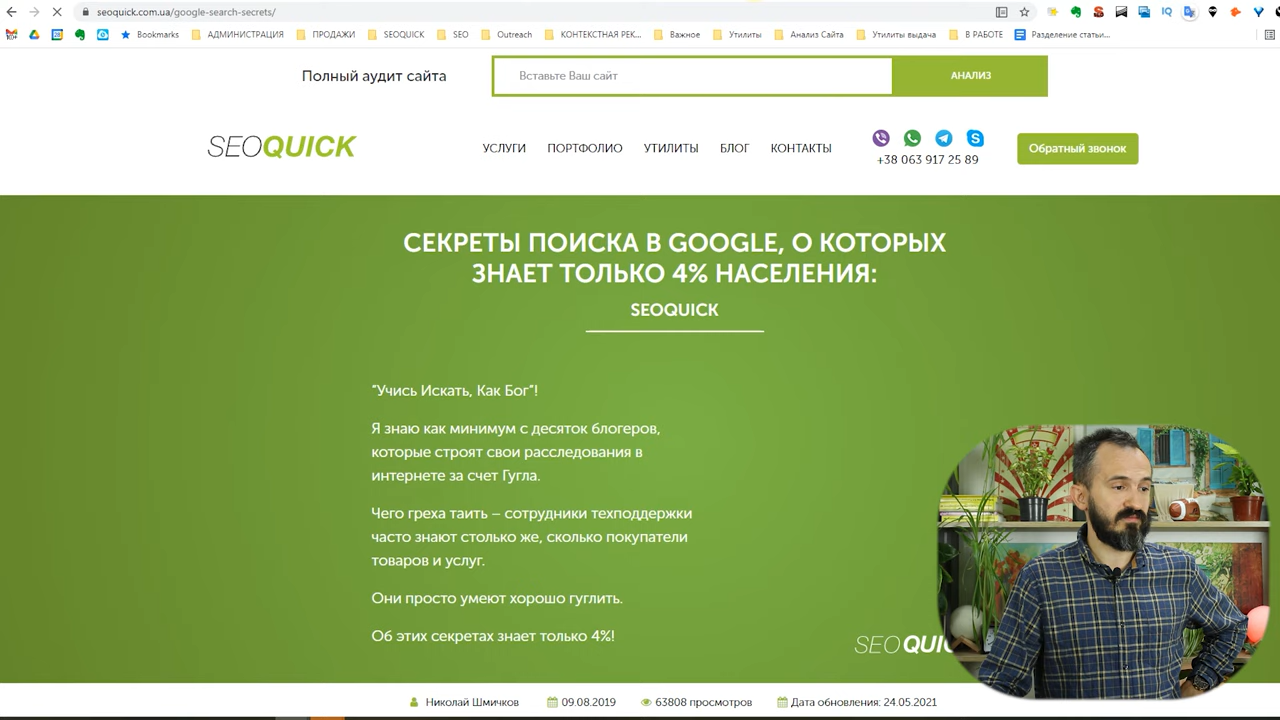 seoquick.com.ua/google-search-secrets/
Bookmarks АДМИНИСТРАЦИЯ ПРОДАЖИ SEOQUICK SEO Outreach КОНТЕКСТНАЯ РЕК... Важное Утилиты Анализ Сайта Утилиты выдача В РАБОТЕ Разделение статьи...
Полный аудит сайта Вставьте Ваш сайт АНАЛИЗ
SEOQUICK УСЛУГИ ПОРТФОЛИО УТИЛИТЫ БЛОГ КОНТАКТЫ
+38 063 917 25 89
Обратный звонок
СЕКРЕТЫ ПОИСКА В GOOGLE, О КОТОРЫХ
ЗНАЕТ ТОЛЬКО 4% НАСЕЛЕНИЯ:
SEOQUICK
"Учись Искать, Как Бог"!
Я знаю как минимум с десяток блогеров,
которые строят свои расследования в
интернете за счет Гугла.
Чего греха таить – сотрудники техподдержки
часто знают столько же, сколько покупатели
товаров и услуг.
Они просто умеют хорошо гуглить.
Об этих секретах знает только 4%!
SEO
Николай Шмичков 09.08.2019 63808 просмотров Дата обновления: 24.05.2021